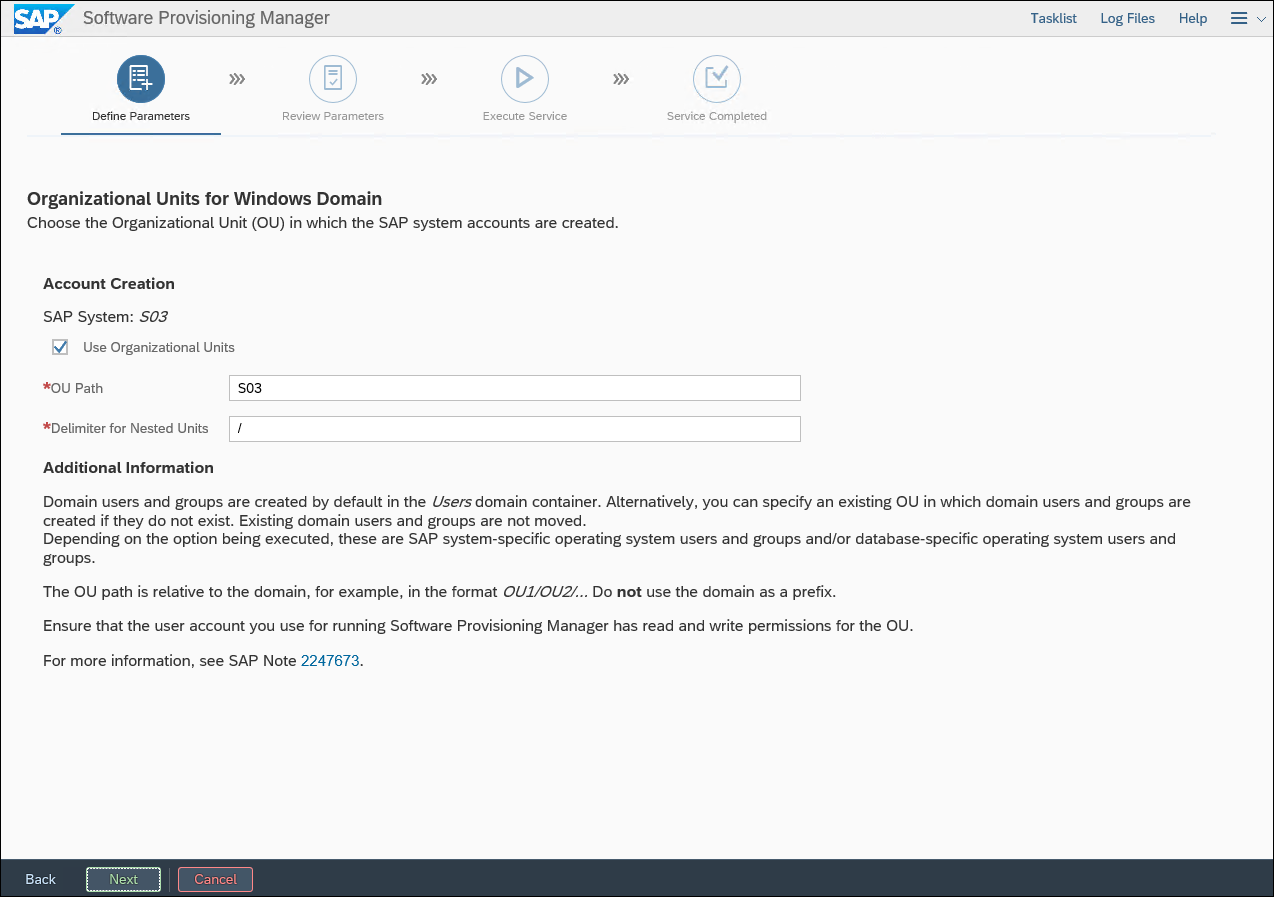 SAP ® Software Provisioning Manager Tasklist Log Files Help
Define Parameters Review Parameters Execute Service Service Completed
Organizational Units for Windows Domain
Choose the Organizational Unit (OU) in which the SAP system accounts are created.
Account Creation
SAP System: S03
Use Organizational Units
*OU Path S03
*Delimiter for Nested Units /
Additional Information
Domain users and groups are created by default in the Users domain container. Alternatively, you can specify an existing OU in which domain users and groups are
created if they do not exist. Existing domain users and groups are not moved.
Depending on the option being executed, these are SAP system-specific operating system users and groups and/or database-specific operating system users and
groups.
The OU path is relative to the domain, for example, in the format OU1/OU2/... Do not use the domain as a prefix.
Ensure that the user account you use for running Software Provisioning Manager has read and write permissions for the OU.
For more information, see SAP Note 2247673.
Back Next Cancel